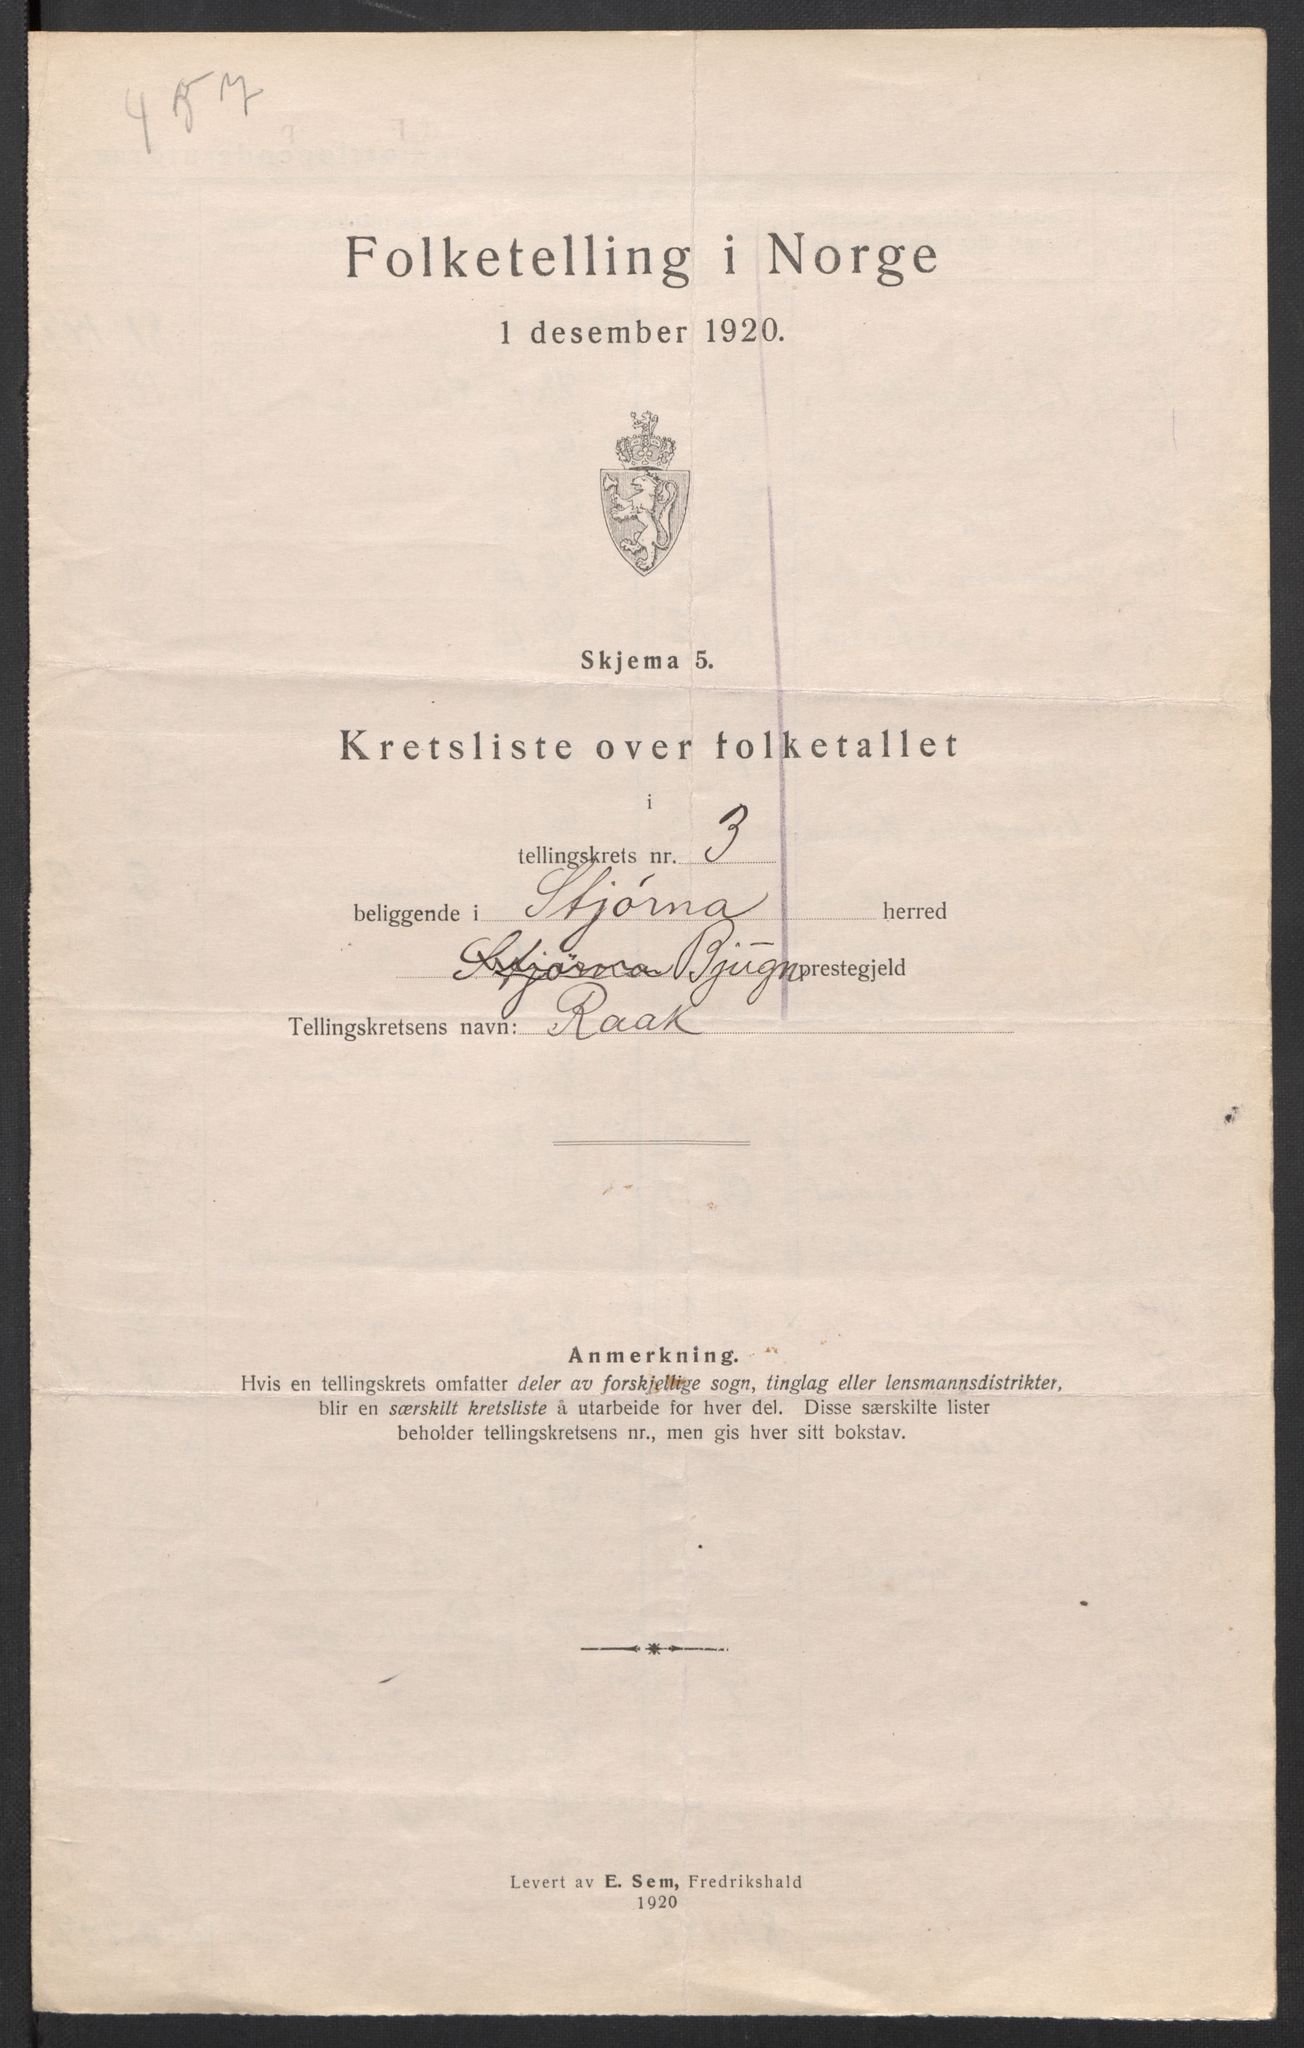 457
Folketelling i Norge
1 desember 1920.
Skjema 5.
Kretsliste over folketallet
i
tellingskrets nr. 3
beliggende i Stjørna herred
Stjørna Bjugn prestegjeld
Tellingskretsens navn: Raak
Anmerkning.
Hvis en tellingskrets omfatter deler av forskjellige sogn, tinglag eller lensmannsdistrikter,
blir en særskilt kretsliste å utarbeide for hver del. Disse særskilte lister
beholder tellingskretsens nr., men gis hver sitt bokstav.
Levert av E. Sem, Fredrikshald
1920